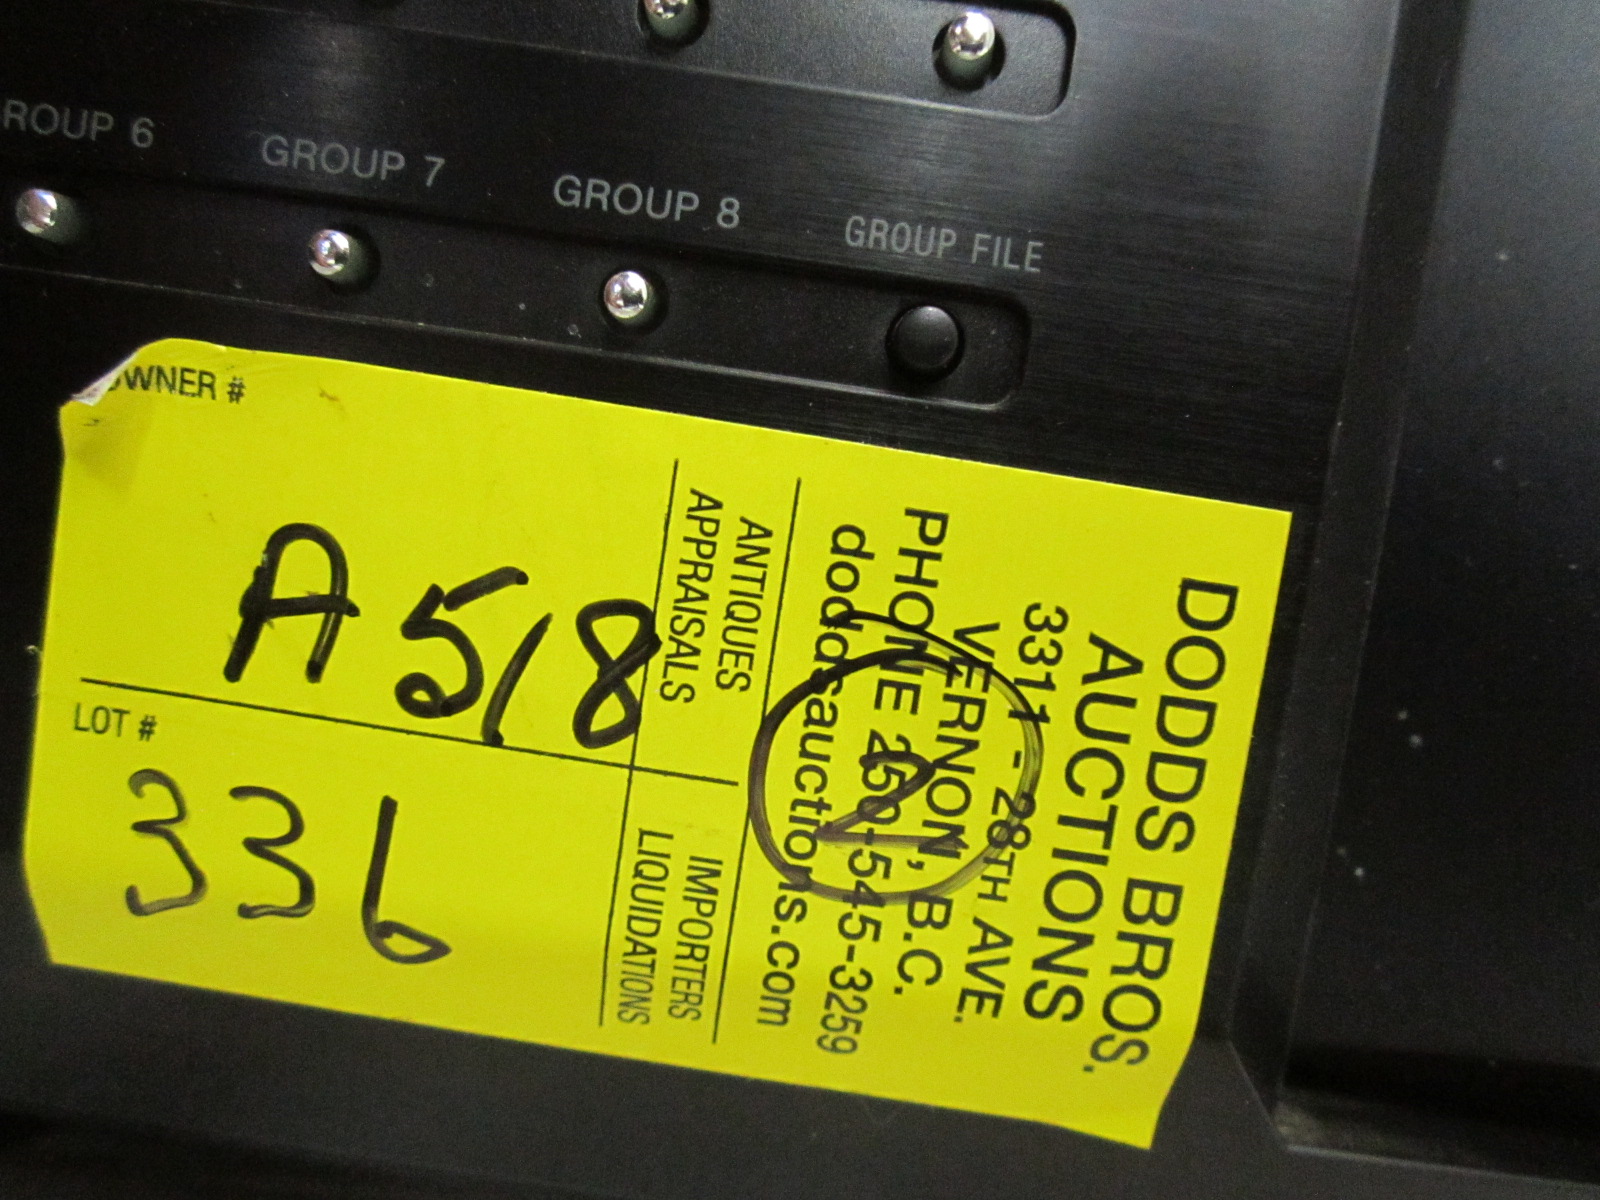 GROUP 7
GROUP 8
GROUP FILE
ROUP 6
OWNER #
A518
LOT #
336
ANTIQUES
APPRAISALS
IMPORTERS
LIQUIDATIONS
DODDS BROS.
AUCTIONS
3311 - 28TH AVE.
VERNON, B.C.
PHONE 250-545-3259
doddsauctions.com
2